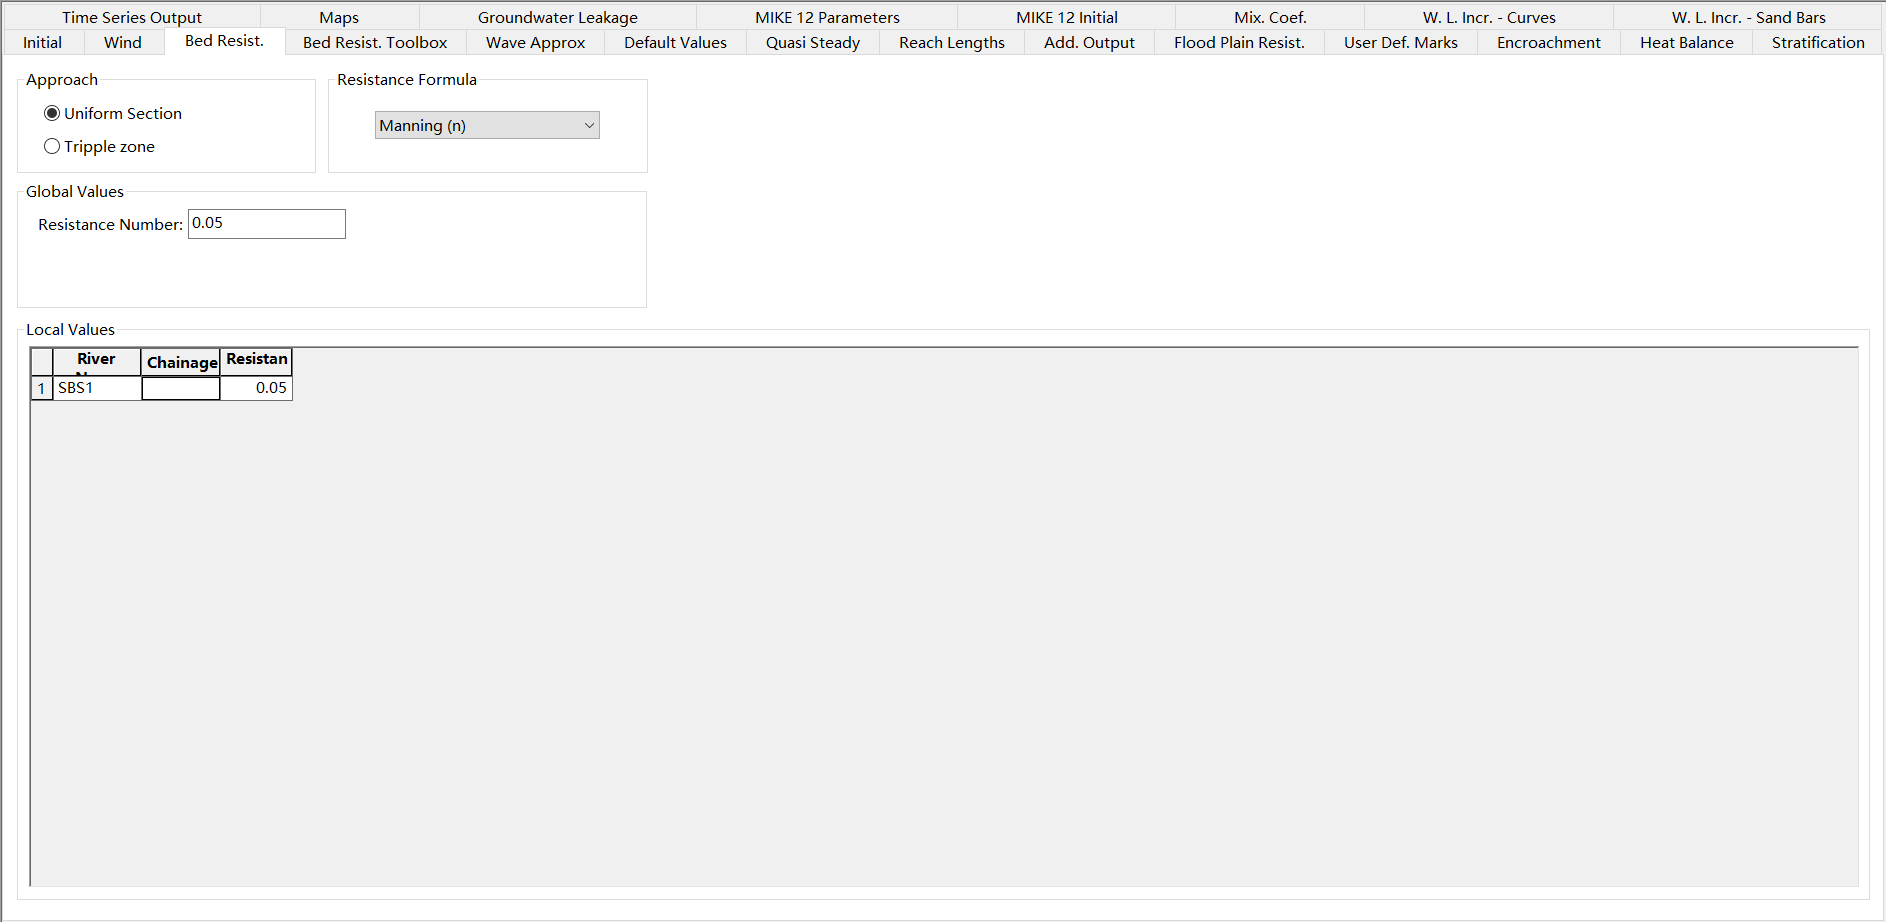 Time Series Output Maps Groundwater Leakage MIKE 12 Parameters MIKE 12 Initial Mix. Coef. W. L. Incr. - Curves W. L. Incr. - Sand Bars
Initial Wind Bed Resist. Bed Resist. Toolbox Wave Approx Default Values Quasi Steady Reach Lengths Add. Output Flood Plain Resist. User Def. Marks Encroachment Heat Balance Stratification
Approach Resistance Formula
Uniform Section
Manning (n)
Tripple zone
Global Values
Resistance Number: 0.05
Local Values
River Chainage Resistan
1 SBS1 0.05